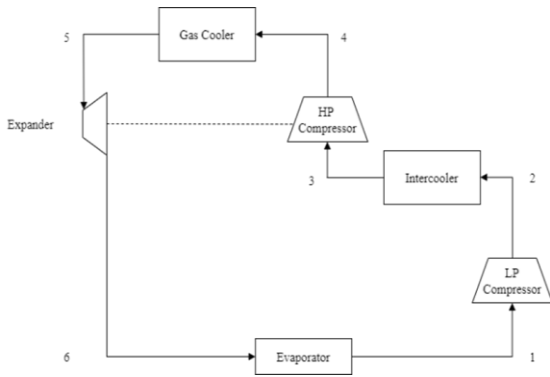 5
Gas Cooler
4
Expander
HP
Compressor
3
Intercooler
2
LP
Compressor
6
Evaporator
1